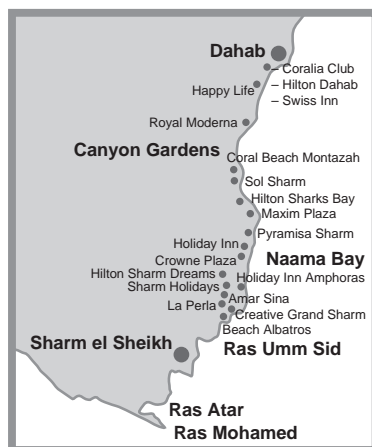 Dahab
– Coralia Club
– Hilton Dahab
– Swiss Inn
Happy Life
Royal Moderna
Canyon Gardens
Coral Beach Montazah
Sol Sharm
Hilton Sharks Bay
Maxim Plaza
Pyramisa Sharm
Holiday Inn
Crowne Plaza
Naama Bay
Hilton Sharm Dreams
Holiday Inn Amphoras
Sharm Holidays
Amar Sina
La Perla
Creative Grand Sharm
Beach Albatros
Sharm el Sheikh
Ras Umm Sid
Ras Atar
Ras Mohamed